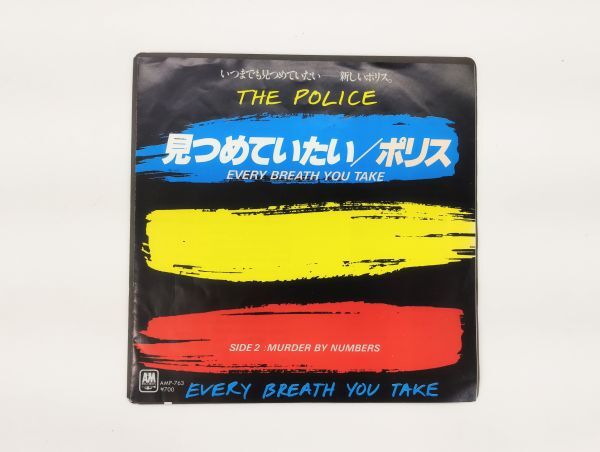 いつまでも見つめていたい——新しいポリス。
THE POLICE
見つめていたい/ポリス
EVERY BREATH YOU TAKE
SIDE 2 : MURDER BY NUMBERS
AM
AMP-763
¥700
EVERY BREATH YOU TAKE